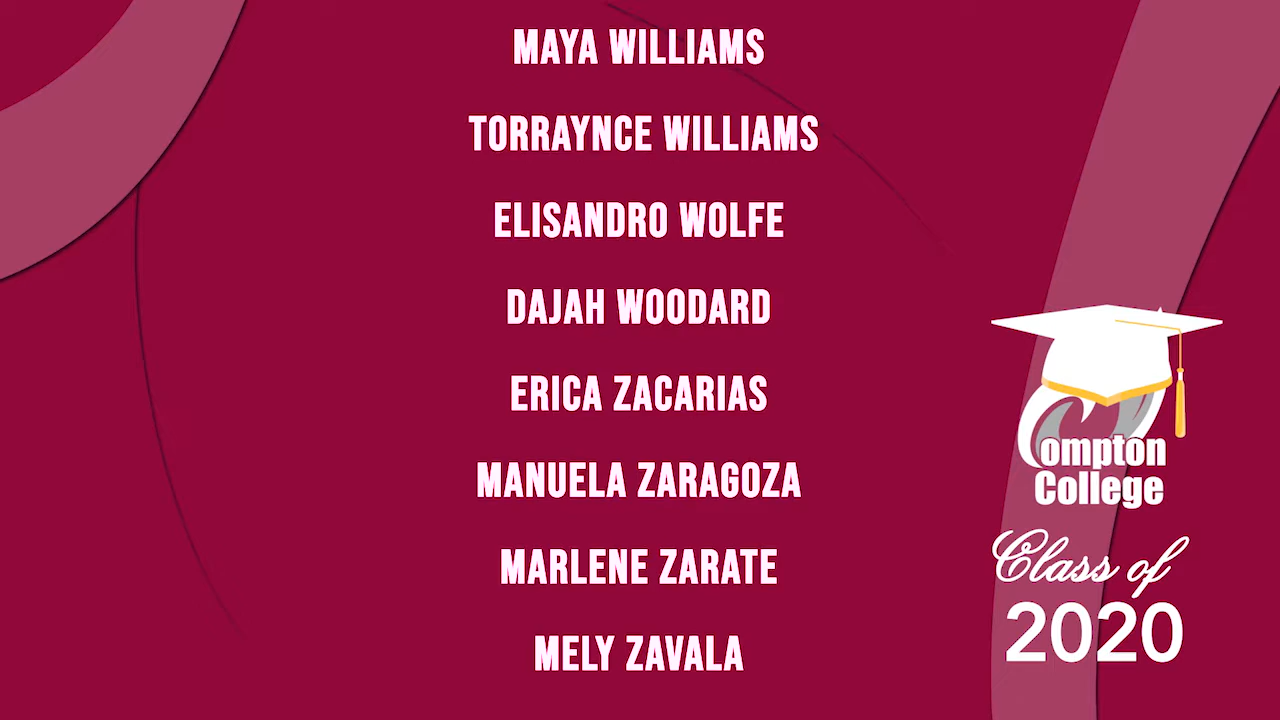 MAYA WILLIAMS
TORRAYNCE WILLIAMS
ELISANDRO WOLFE
DAJAH WOODARD
ERICA ZACARIAS
MANUELA ZARAGOZA
MARLENE ZARATE
MELY ZAVALA
Compton
College
Class of
2020